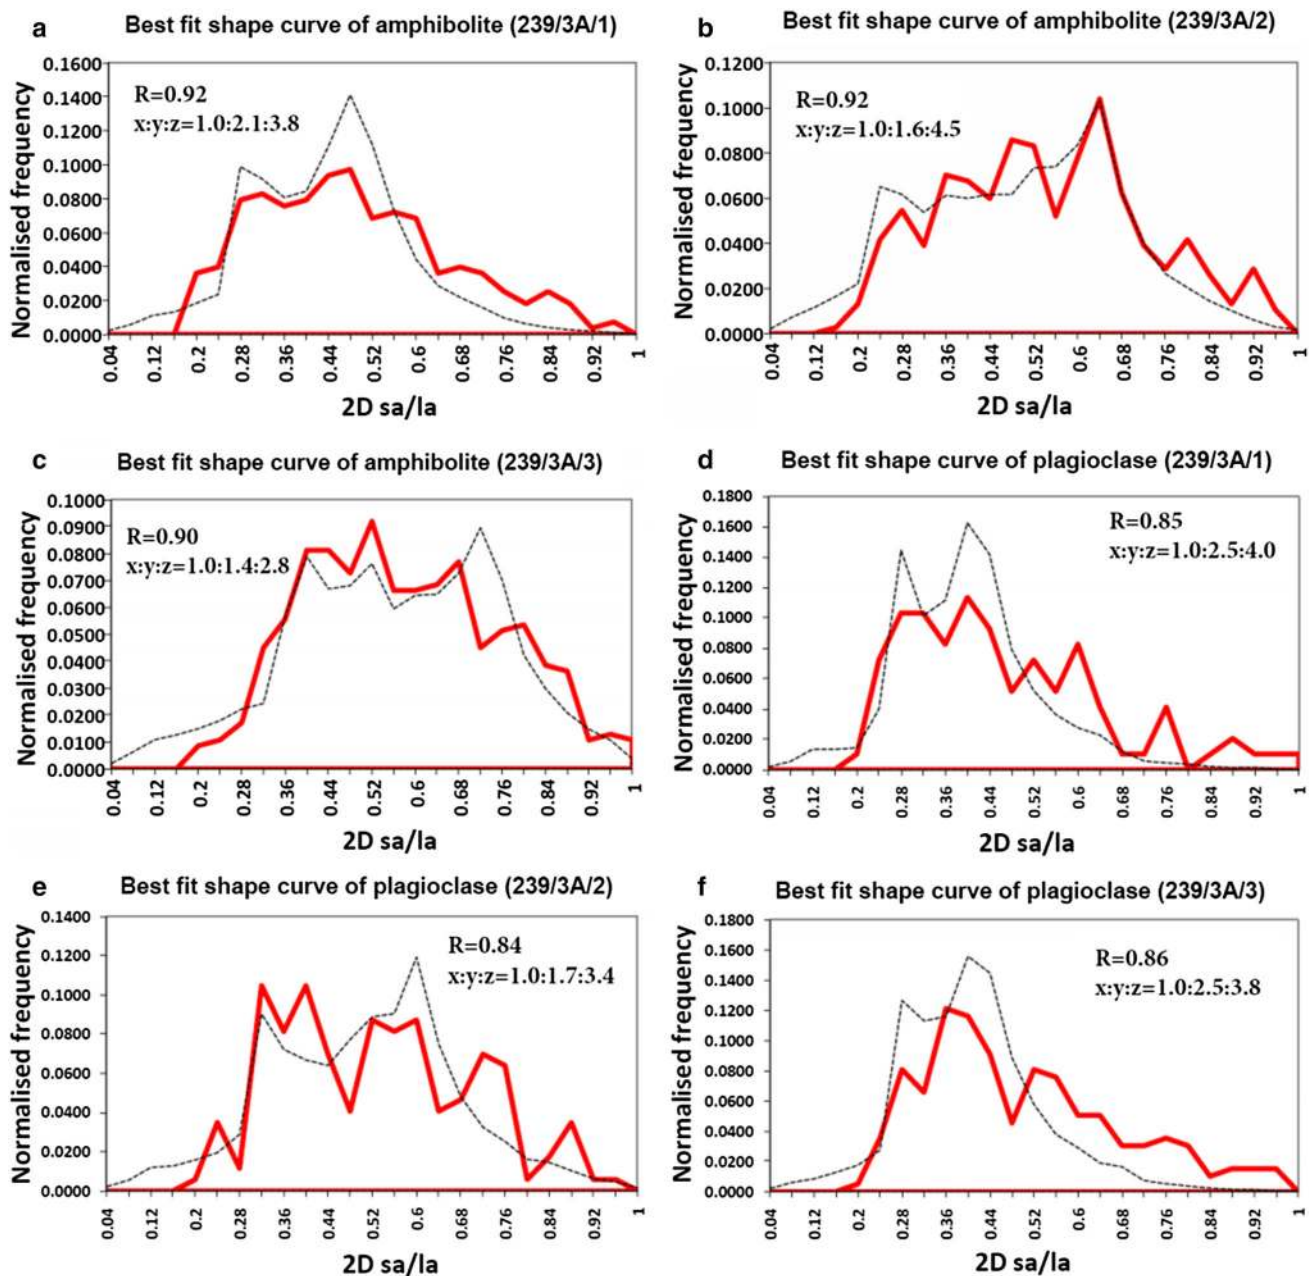 a Best fit shape curve of amphibolite (239/3A/1)
R=0.92
x:y:z=1.0:2.1:3.8
Normalised frequency
0.1600
0.1400
0.1200
0.1000
0.0800
0.0600
0.0400
0.0200
0.0000
0.04 0.12 0.2 0.28 0.36 0.44 0.52 0.6 0.68 0.76 0.84 0.92 1
2D sa/la
b Best fit shape curve of amphibolite (239/3A/2)
R=0.92
x:y:z=1.0:1.6:4.5
Normalised frequency
0.1200
0.1000
0.0800
0.0600
0.0400
0.0200
0.0000
0.04 0.12 0.2 0.28 0.36 0.44 0.52 0.6 0.68 0.76 0.84 0.92 1
2D sa/la
c Best fit shape curve of amphibolite (239/3A/3)
R=0.90
x:y:z=1.0:1.4:2.8
Normalised frequency
0.1000
0.0900
0.0800
0.0700
0.0600
0.0500
0.0400
0.0300
0.0200
0.0100
0.0000
0.04 0.12 0.2 0.28 0.36 0.44 0.52 0.6 0.68 0.76 0.84 0.92 1
2D sa/la
d Best fit shape curve of plagioclase (239/3A/1)
R=0.85
x:y:z=1.0:2.5:4.0
Normalised frequency
0.1800
0.1600
0.1400
0.1200
0.1000
0.0800
0.0600
0.0400
0.0200
0.0000
0.04 0.12 0.2 0.28 0.36 0.44 0.52 0.6 0.68 0.76 0.84 0.92 1
2D sa/la
e Best fit shape curve of plagioclase (239/3A/2)
R=0.84
x:y:z=1.0:1.7:3.4
Normalised frequency
0.1400
0.1200
0.1000
0.0800
0.0600
0.0400
0.0200
0.0000
0.04 0.12 0.2 0.28 0.36 0.44 0.52 0.6 0.68 0.76 0.84 0.92 1
2D sa/la
f Best fit shape curve of plagioclase (239/3A/3)
R=0.86
x:y:z=1.0:2.5:3.8
Normalised frequency
0.1800
0.1600
0.1400
0.1200
0.1000
0.0800
0.0600
0.0400
0.0200
0.0000
0.04 0.12 0.2 0.28 0.36 0.44 0.52 0.6 0.68 0.76 0.84 0.92 1
2D sa/la